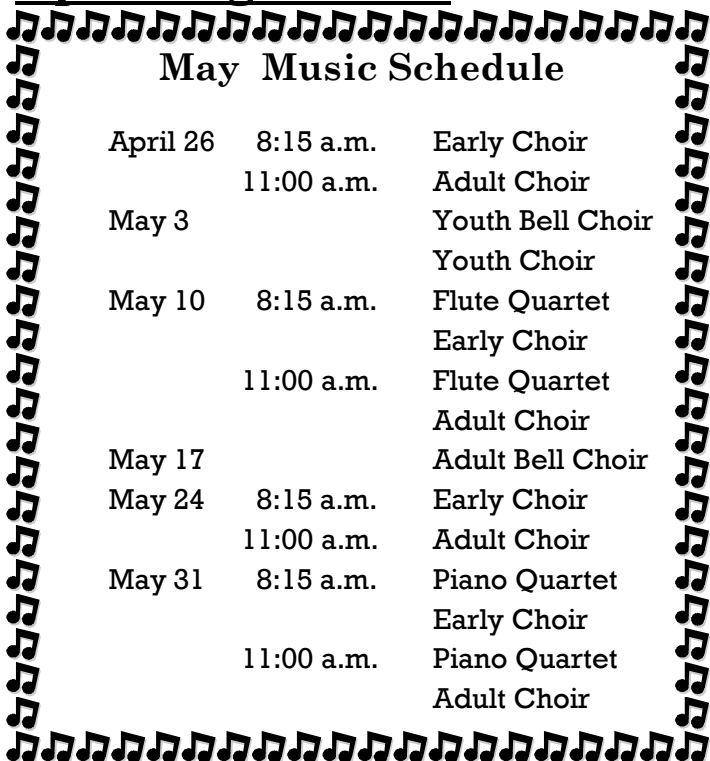 May Music Schedule
April 26 8:15 a.m. Early Choir
11:00 a.m. Adult Choir
May 3 Youth Bell Choir
Youth Choir
May 10 8:15 a.m. Flute Quartet
Early Choir
11:00 a.m. Flute Quartet
Adult Choir
May 17 Adult Bell Choir
May 24 8:15 a.m. Early Choir
11:00 a.m. Adult Choir
May 31 8:15 a.m. Piano Quartet
Early Choir
11:00 a.m. Piano Quartet
Adult Choir